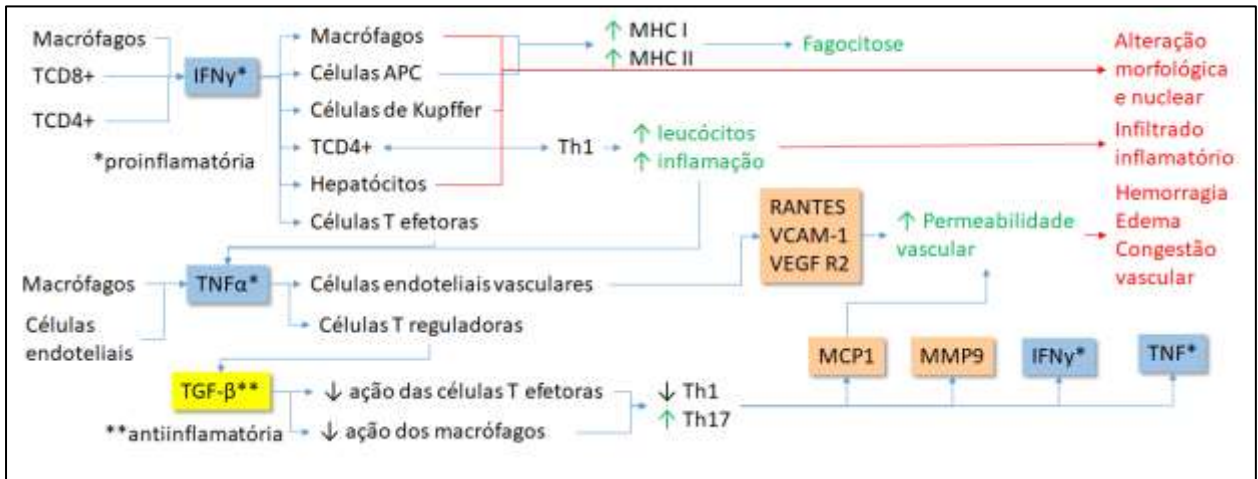 Macrófagos
TCD8+
TCD4+
IFNγ*
*proinflamatória
Macrófagos
Células APC
Células de Kupffer
TCD4+
Hepatócitos
Células T efetoras
↑ MHC I
↑ MHC II
Fagocitose
Th1
↑ leucócitos
↑ inflamação
Alteração
morfológica
e nuclear
Infiltrado
inflamatório
Hemorragia
Edema
Congestão
vascular
RANTES
VCAM-1
VEGF R2
↑ Permeabilidade
vascular
Macrófagos
Células
endoteliais
TNFα*
Células endoteliais vasculares
Células T reguladoras
TGF-β**
**antiinflamatória
↓ ação das células T efetoras
↓ ação dos macrófagos
↓ Th1
↑ Th17
MCP1
MMP9
IFNγ*
TNF*